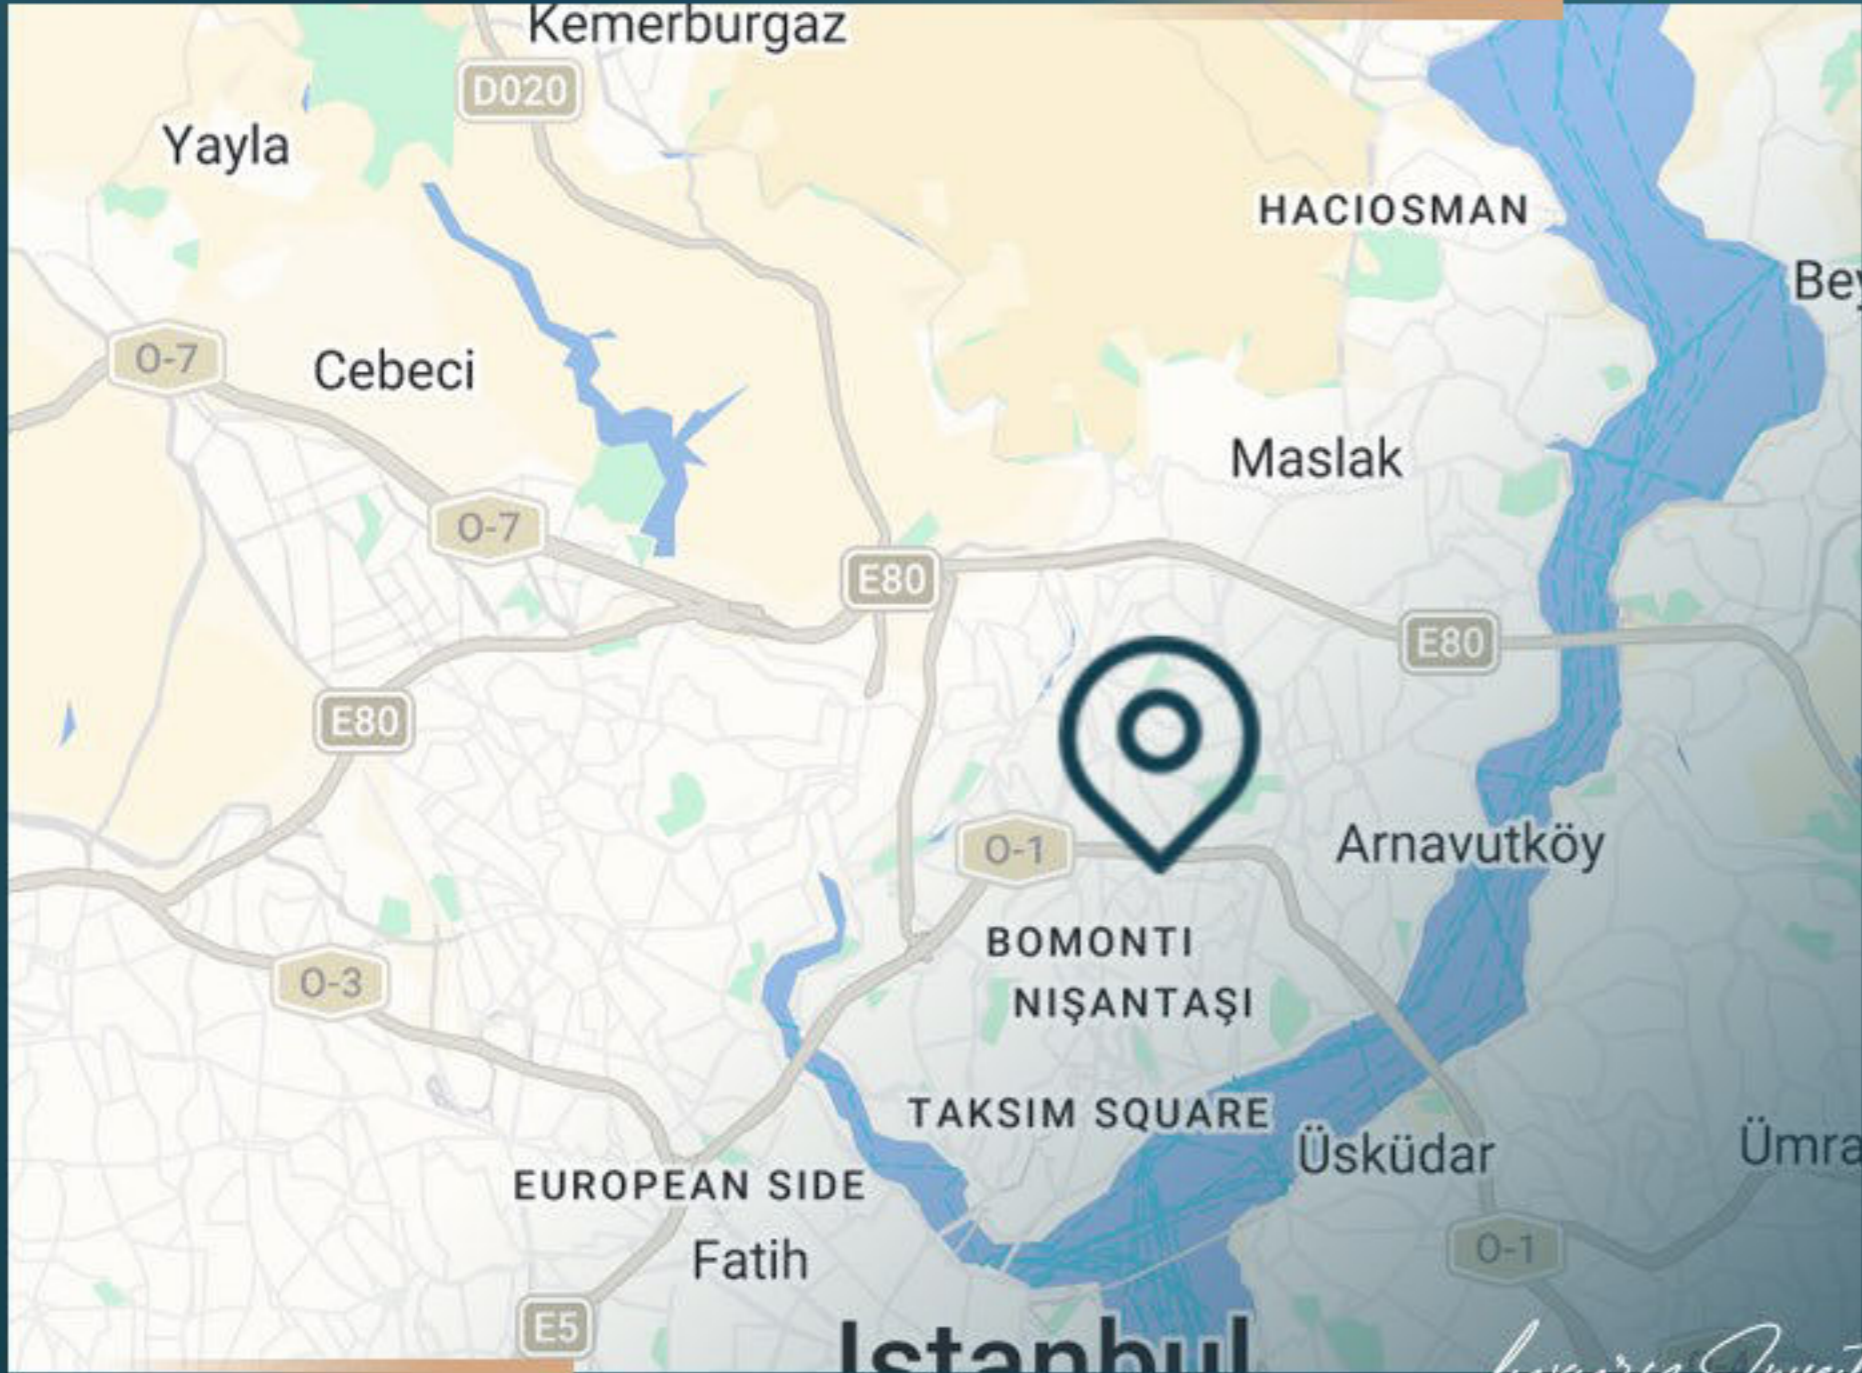 Kemerburgaz
D020
Yayla
HACIOSMAN
O-7
Cebeci
Maslak
O-7
E80
E80
E80
O-1
Arnavutköy
BOMONTI
NIŞANTAŞI
O-3
TAKSIM SQUARE
Üsküdar
EUROPEAN SIDE
Fatih
O-1
E5
Istanbul